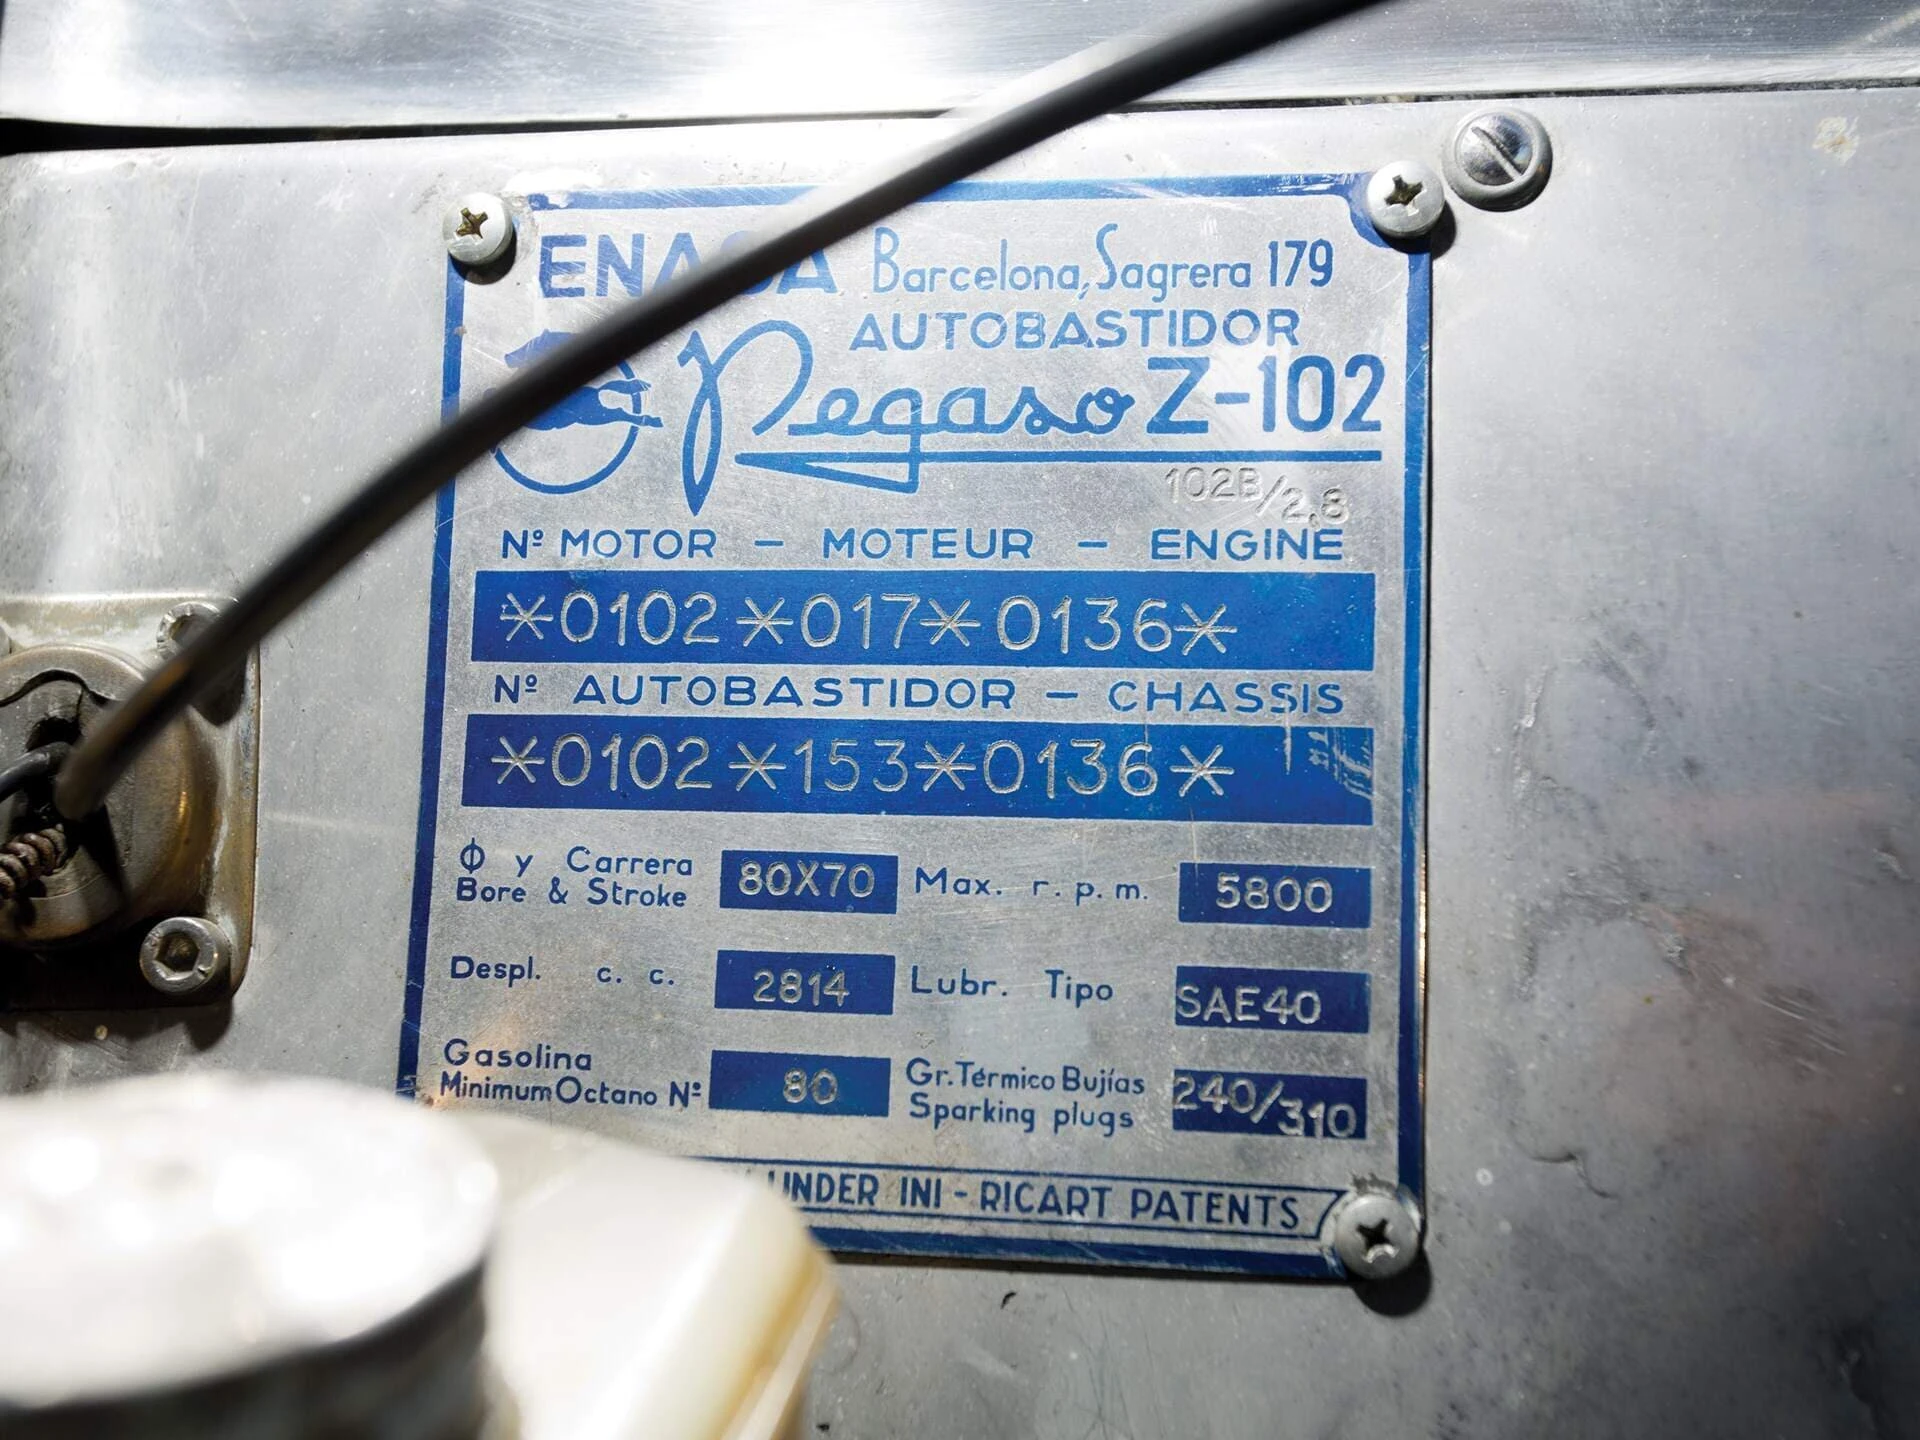 ENASA Barcelona, Sagrera 179
AUTOBASTIDOR
Pegaso Z-102
102B/2,8
Nº MOTOR - MOTEUR - ENGINE
*0102*017*0136*
Nº AUTOBASTIDOR - CHASSIS
*0102*153*0136*
Φ y Carrera
Bore & Stroke 80X70 Max. r.p.m. 5800
Despl. c. c. 2814 Lubr. Tipo SAE40
Gasolina
Minimum Octano Nº 80
Gr. Térmico Bujías
Sparking plugs 240/310
UNDER INI - RICART PATENTS